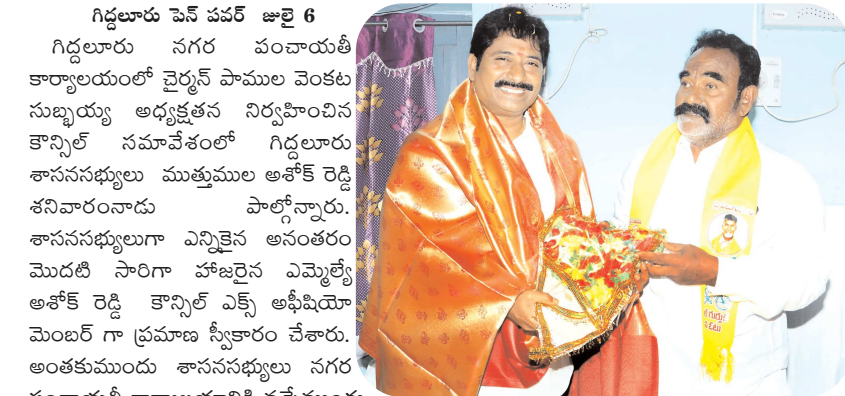 గిద్దలూరు పెన్ పవర్ జులై 6
గిద్దలూరు నగర పంచాయతీ
కార్యాలయంలో చైర్మన్ పాముల వెంకట
సుబ్బయ్య అధ్యక్షతన నిర్వహించిన
కౌన్సిల్ సమావేశంలో గిద్దలూరు
శాసనసభ్యులు ముత్తుముల అశోక్ రెడ్డి
శనివారంనాడు పాల్గోన్నారు.
శాసనసభ్యులుగా ఎన్నికైన అనంతరం
మొదటి సారిగా హాజరైన ఎమ్మెల్యే
అశోక్ రెడ్డి కౌన్సిల్ ఎక్స్ అఫీషియో
మెంబర్ గా ప్రమాణ స్వీకారం చేశారు.
అంతకుముందు శాసనసభ్యులు నగర